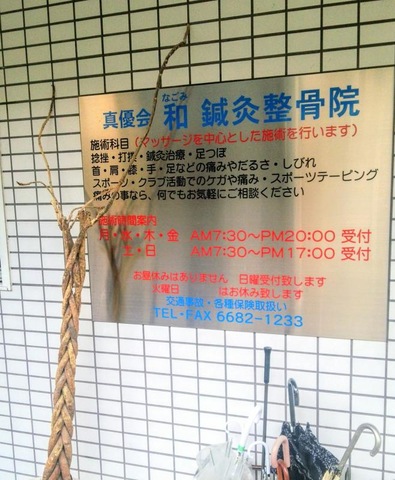 なごみ
真優会 和 鍼灸整骨院
施術科目(マッサージを中心とした施術を行います)
捻挫・打撲・鍼灸治療・足つぼ
首・肩・膝・手・足などの痛みやだるさ・しびれ
スポーツ・クラブ活動でのケガや痛み・スポーツテーピング
痛みの事なら、何でもお気軽にご相談ください
施術時間案内
月・水・木・金 AM7:30~PM20:00 受付
土・日 AM7:30~PM17:00 受付
お昼休みはありません 日曜受付致します
火曜日 はお休み致します
交通事故・各種保険取扱い
TEL・FAX 6682-1233